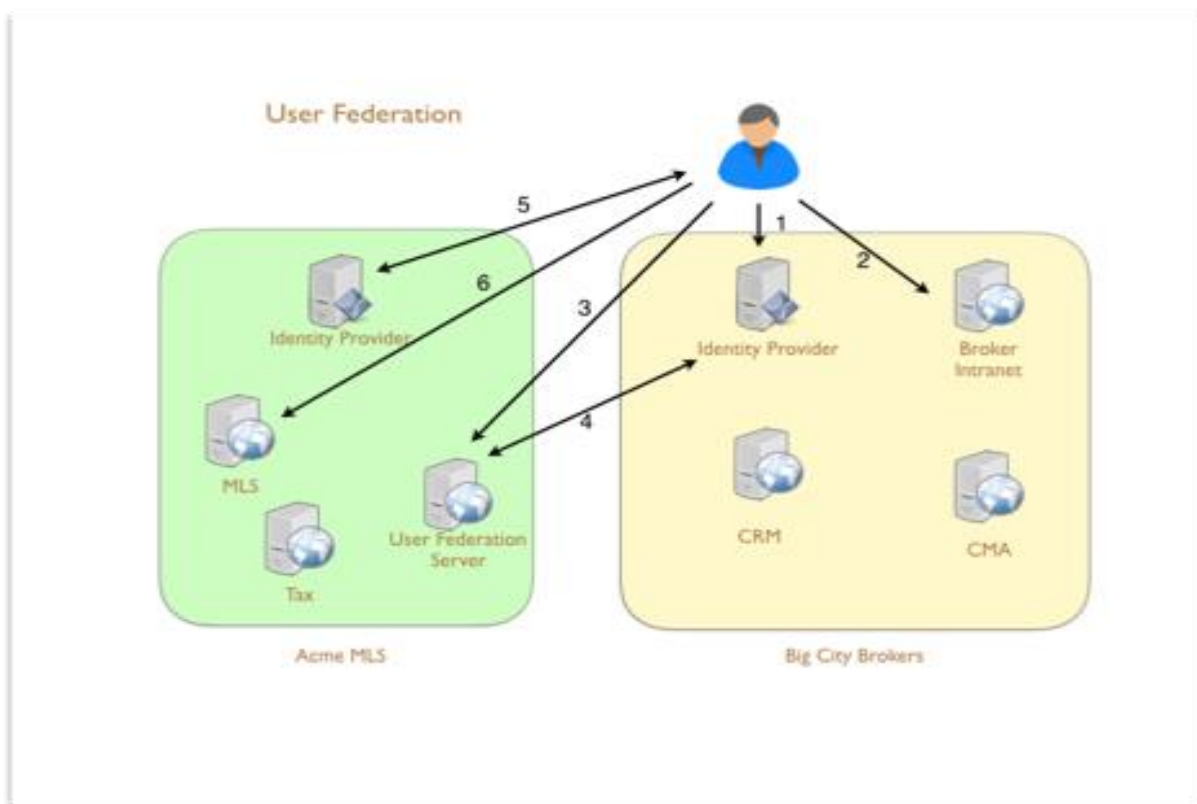 User Federation
5
1
2
6
3
Identity Provider
Identity Provider
Broker
Intranet
4
MLS
User Federation
Server
CRM
CMA
Tax
Acme MLS
Big City Brokers